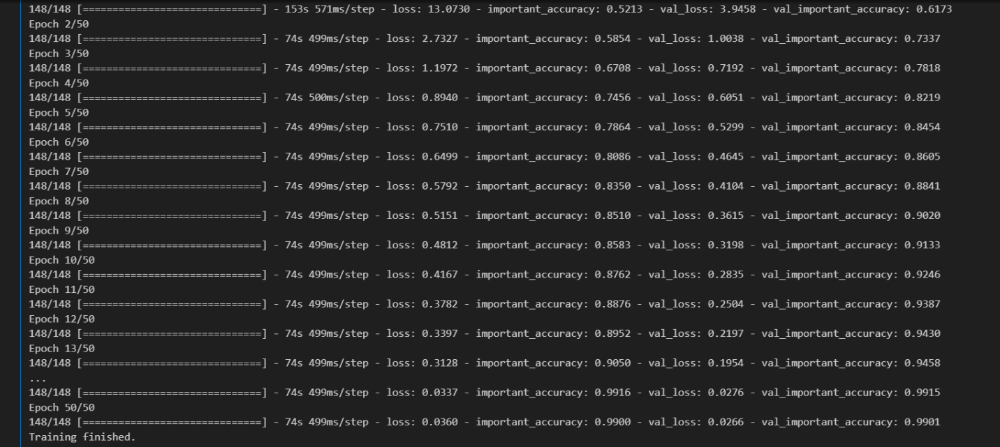 148/148 [==============================] - 153s 571ms/step - loss: 13.0730 - important_accuracy: 0.5213 - val_loss: 3.9458 - val_important_accuracy: 0.6173
Epoch 2/50
148/148 [==============================] - 74s 499ms/step - loss: 2.7327 - important_accuracy: 0.5854 - val_loss: 1.0038 - val_important_accuracy: 0.7337
Epoch 3/50
148/148 [==============================] - 74s 499ms/step - loss: 1.1972 - important_accuracy: 0.6708 - val_loss: 0.7192 - val_important_accuracy: 0.7818
Epoch 4/50
148/148 [==============================] - 74s 500ms/step - loss: 0.8940 - important_accuracy: 0.7456 - val_loss: 0.6051 - val_important_accuracy: 0.8219
Epoch 5/50
148/148 [==============================] - 74s 499ms/step - loss: 0.7510 - important_accuracy: 0.7864 - val_loss: 0.5299 - val_important_accuracy: 0.8454
Epoch 6/50
148/148 [==============================] - 74s 499ms/step - loss: 0.6499 - important_accuracy: 0.8086 - val_loss: 0.4645 - val_important_accuracy: 0.8605
Epoch 7/50
148/148 [==============================] - 74s 499ms/step - loss: 0.5792 - important_accuracy: 0.8350 - val_loss: 0.4104 - val_important_accuracy: 0.8841
Epoch 8/50
148/148 [==============================] - 74s 499ms/step - loss: 0.5151 - important_accuracy: 0.8510 - val_loss: 0.3615 - val_important_accuracy: 0.9020
Epoch 9/50
148/148 [==============================] - 74s 499ms/step - loss: 0.4812 - important_accuracy: 0.8583 - val_loss: 0.3198 - val_important_accuracy: 0.9133
Epoch 10/50
148/148 [==============================] - 74s 499ms/step - loss: 0.4167 - important_accuracy: 0.8762 - val_loss: 0.2835 - val_important_accuracy: 0.9246
Epoch 11/50
148/148 [==============================] - 74s 499ms/step - loss: 0.3782 - important_accuracy: 0.8876 - val_loss: 0.2504 - val_important_accuracy: 0.9387
Epoch 12/50
148/148 [==============================] - 74s 499ms/step - loss: 0.3397 - important_accuracy: 0.8952 - val_loss: 0.2197 - val_important_accuracy: 0.9430
Epoch 13/50
148/148 [==============================] - 74s 499ms/step - loss: 0.3128 - important_accuracy: 0.9050 - val_loss: 0.1954 - val_important_accuracy: 0.9458
...
148/148 [==============================] - 74s 499ms/step - loss: 0.0337 - important_accuracy: 0.9916 - val_loss: 0.0276 - val_important_accuracy: 0.9915
Epoch 50/50
148/148 [==============================] - 74s 499ms/step - loss: 0.0360 - important_accuracy: 0.9900 - val_loss: 0.0266 - val_important_accuracy: 0.9901
Training finished.